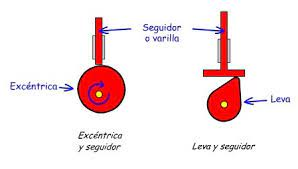 Seguidor
o varilla
Excéntrica
Leva
Excéntrica
y seguidor
Leva y seguidor